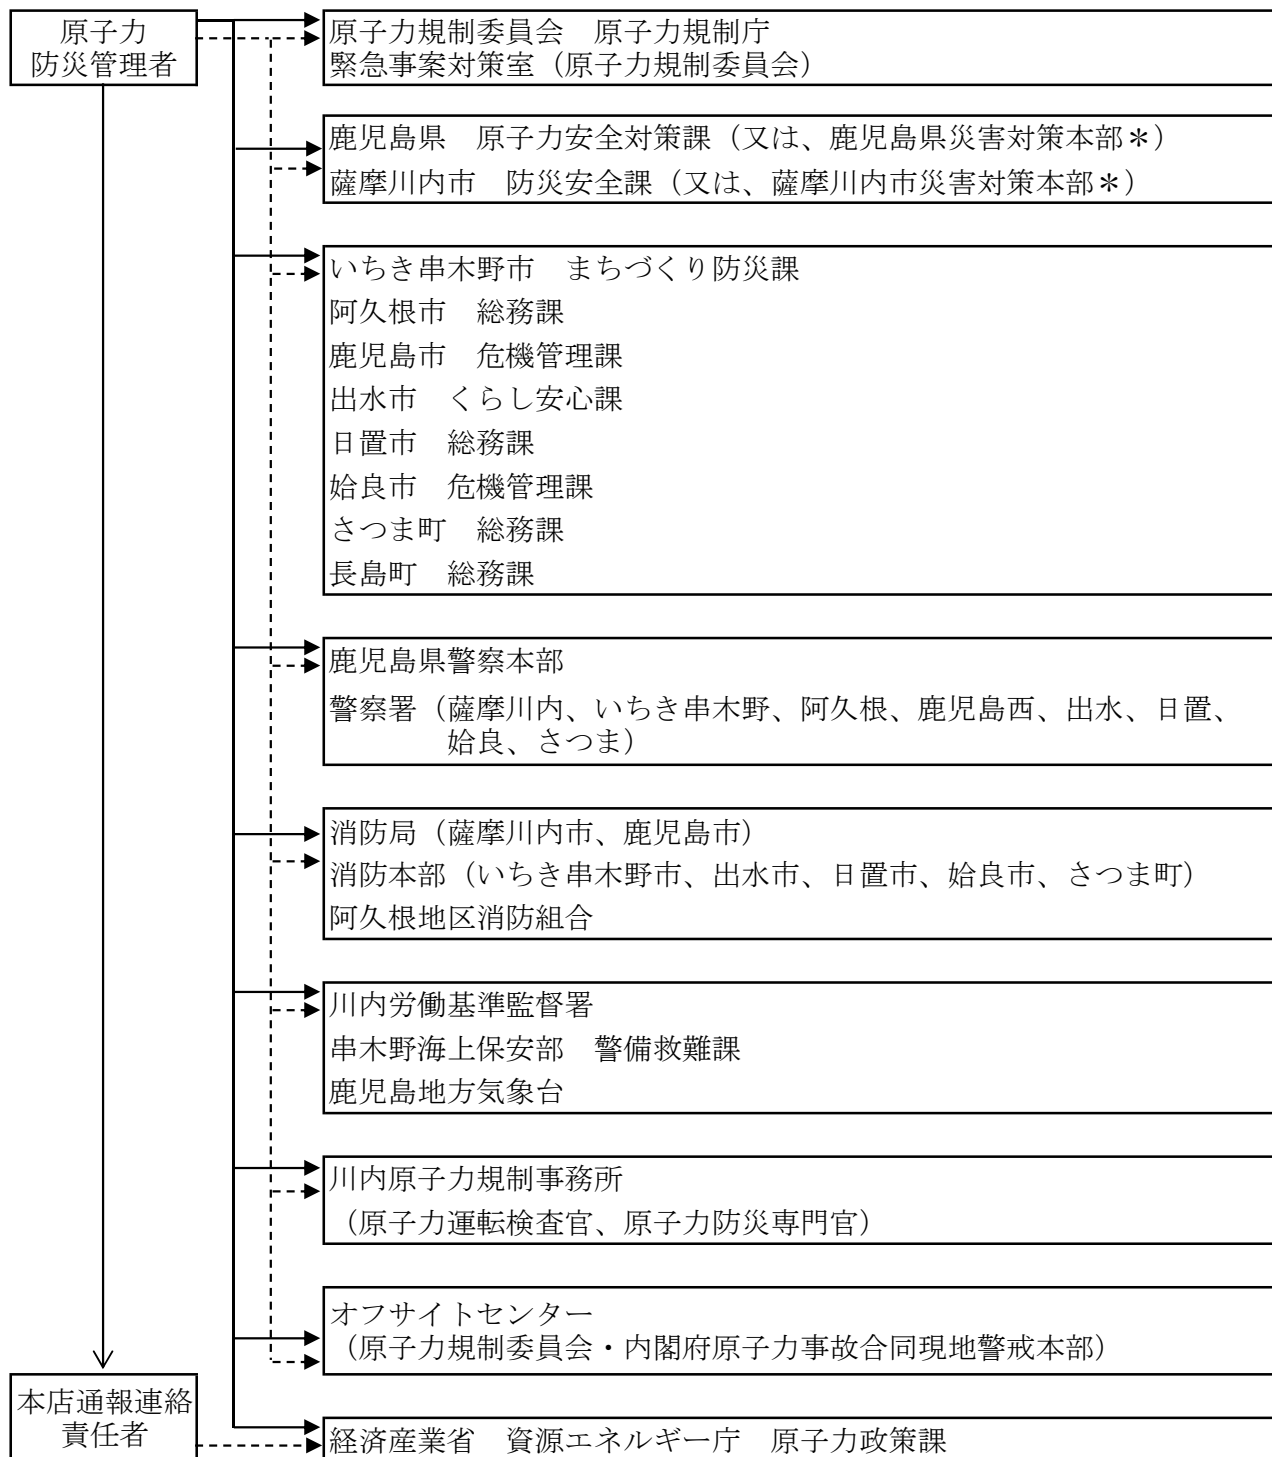 原子力
防災管理者
原子力規制委員会　原子力規制庁
緊急事案対策室（原子力規制委員会）
鹿児島県　原子力安全対策課（又は、鹿児島県災害対策本部＊）
薩摩川内市　防災安全課（又は、薩摩川内市災害対策本部＊）
いちき串木野市　まちづくり防災課
阿久根市　総務課
鹿児島市　危機管理課
出水市　くらし安心課
日置市　総務課
姶良市　危機管理課
さつま町　総務課
長島町　総務課
鹿児島県警察本部
警察署（薩摩川内、いちき串木野、阿久根、鹿児島西、出水、日置、
姶良、さつま）
消防局（薩摩川内市、鹿児島市）
消防本部（いちき串木野市、出水市、日置市、姶良市、さつま町）
阿久根地区消防組合
川内労働基準監督署
串木野海上保安部　警備救難課
鹿児島地方気象台
川内原子力規制事務所
（原子力運転検査官、原子力防災専門官）
オフサイトセンター
（原子力規制委員会・内閣府原子力事故合同現地警戒本部）
本店通報連絡
責任者
経済産業省　資源エネルギー庁　原子力政策課